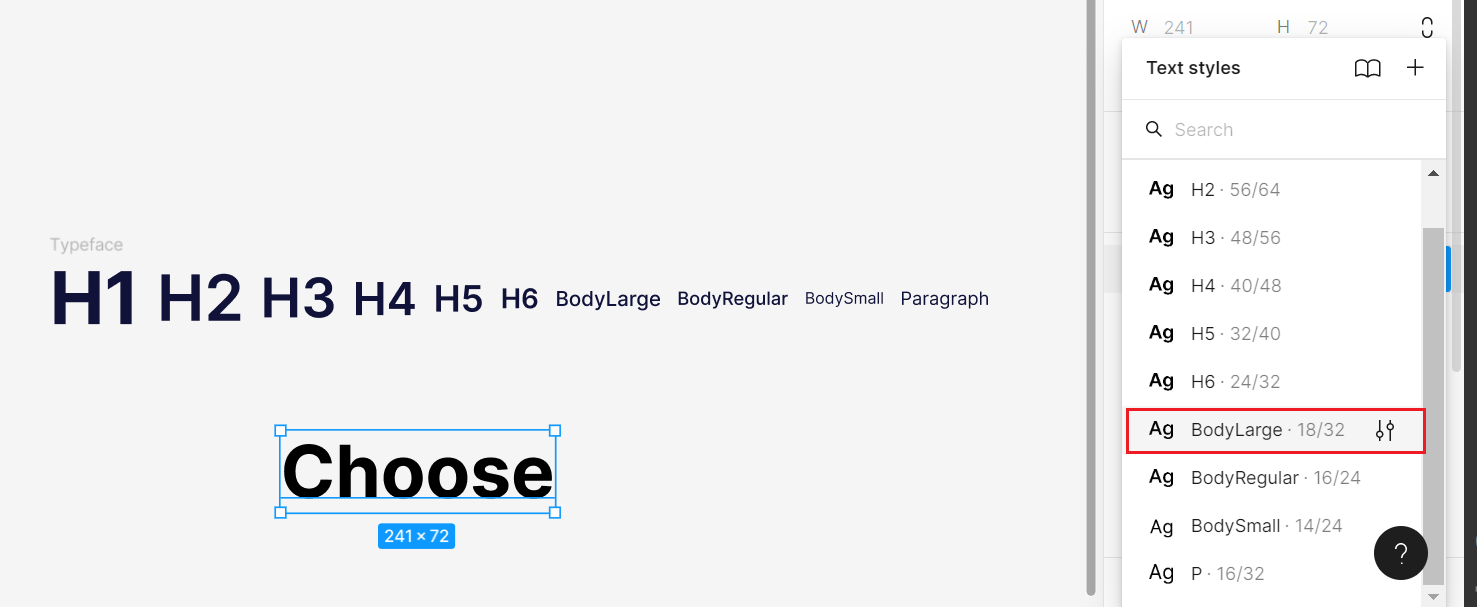 W 241 H 72
Text styles
Search
Ag H2 · 56/64
Ag H3 · 48/56
Ag H4 · 40/48
Ag H5 · 32/40
Ag H6 · 24/32
Ag BodyLarge · 18/32
Ag BodyRegular · 16/24
Ag BodySmall · 14/24
Ag P · 16/32
?
Typeface
H1 H2 H3 H4 H5 H6 BodyLarge BodyRegular BodySmall Paragraph
Choose
241 × 72